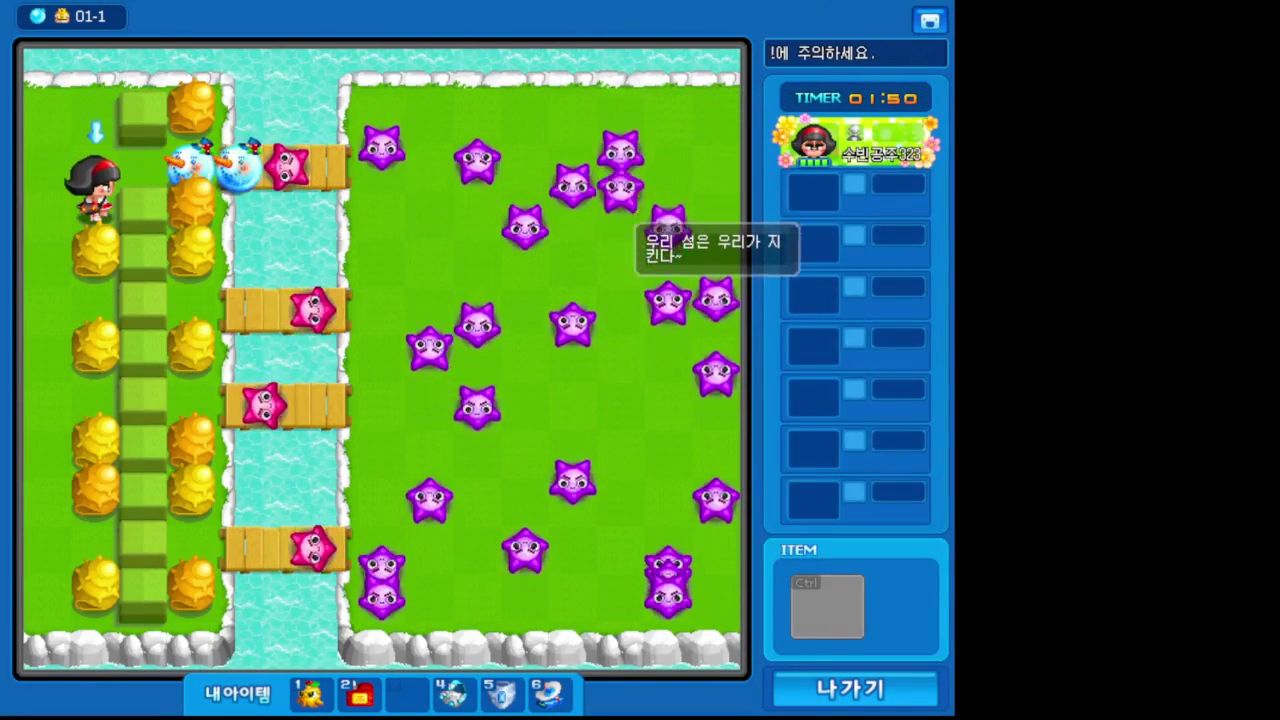 01-1
!에 주의하세요.
TIMER 01:50
수빈공주323
우리 섬은 우리가 지
킨다~
ITEM
Ctrl
내 아이템 1 2 4 5 6
나가기